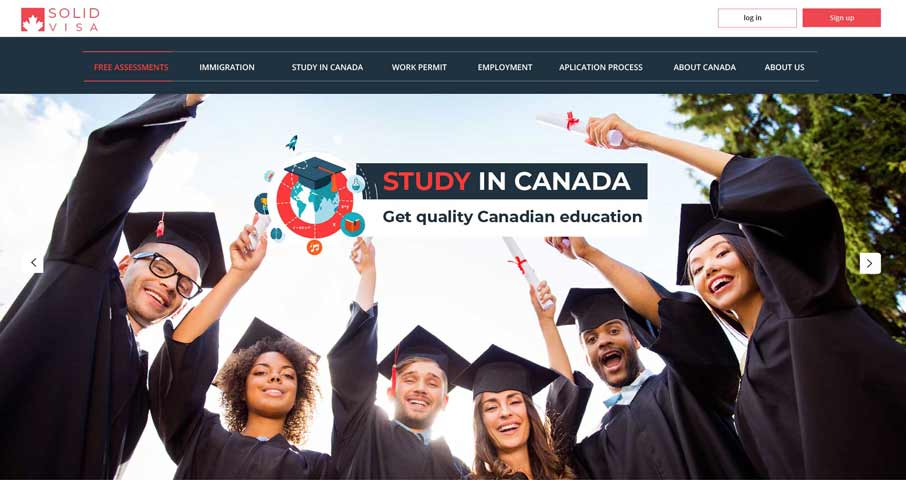 SOLID
VISA
log in
Sign up
FREE ASSESSMENTS IMMIGRATION STUDY IN CANADA WORK PERMIT EMPLOYMENT APLICATION PROCESS ABOUT CANADA ABOUT US
STUDY IN CANADA
Get quality Canadian education